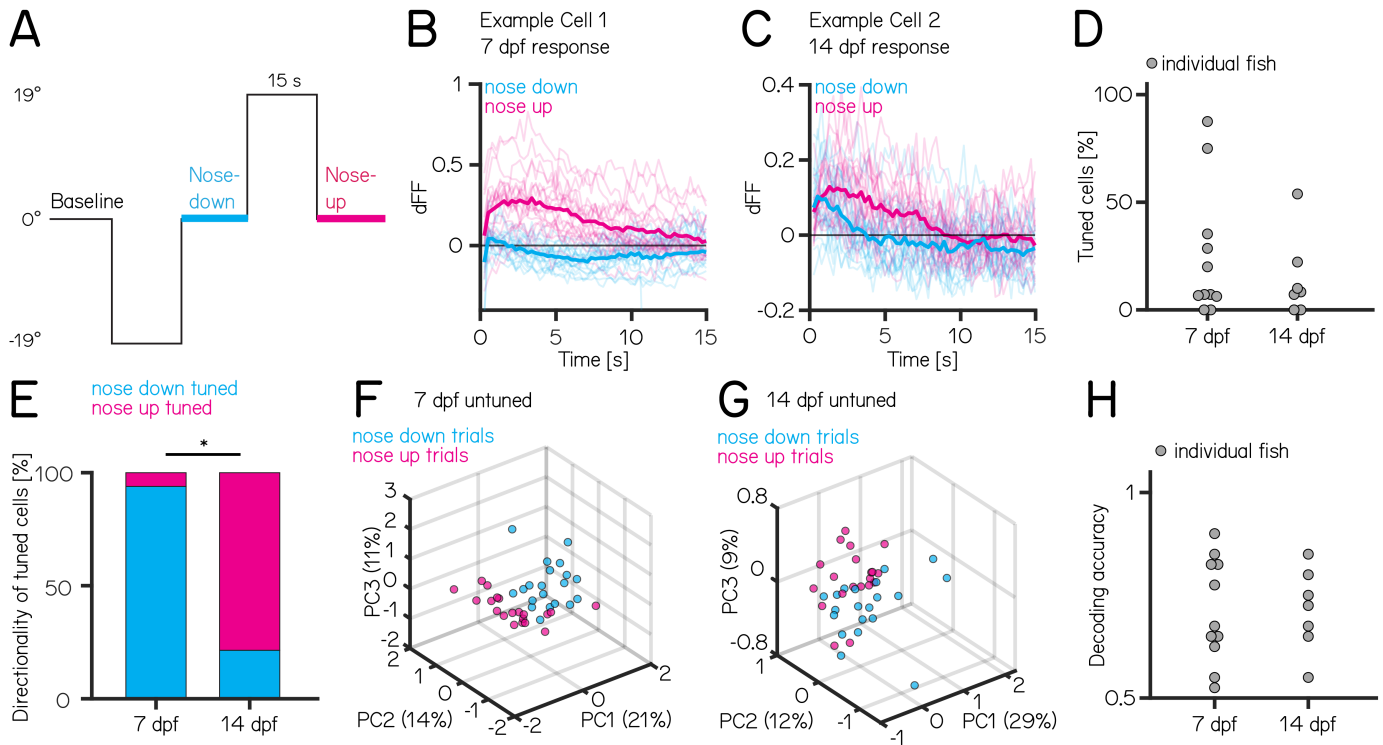 A
19°
15 s
Nose-
down
Nose-
up
Baseline
0°
-19°
B
Example Cell 1
7 dpf response
nose down
nose up
dFF
1
0.5
0
0
5
10
15
Time [s]
C
Example Cell 2
14 dpf response
nose down
nose up
dFF
0.4
0.2
0
-0.2
0
5
10
15
Time [s]
D
individual fish
Tuned cells [%]
100
50
0
7 dpf
14 dpf
E
nose down tuned
nose up tuned
*
Directionality of tuned cells [%]
100
50
0
7 dpf
14 dpf
F
7 dpf untuned
nose down trials
nose up trials
PC3 (11%)
3
2
1
0
-1
-2
2
1
0
-1
-2
PC2 (14%)
-2
0
2
PC1 (21%)
G
14 dpf untuned
nose down trials
nose up trials
PC3 (9%)
0.8
0
-0.8
1
0
-1
PC2 (12%)
-1
0
1
2
PC1 (29%)
H
individual fish
Decoding accuracy
1
0.5
7 dpf
14 dpf